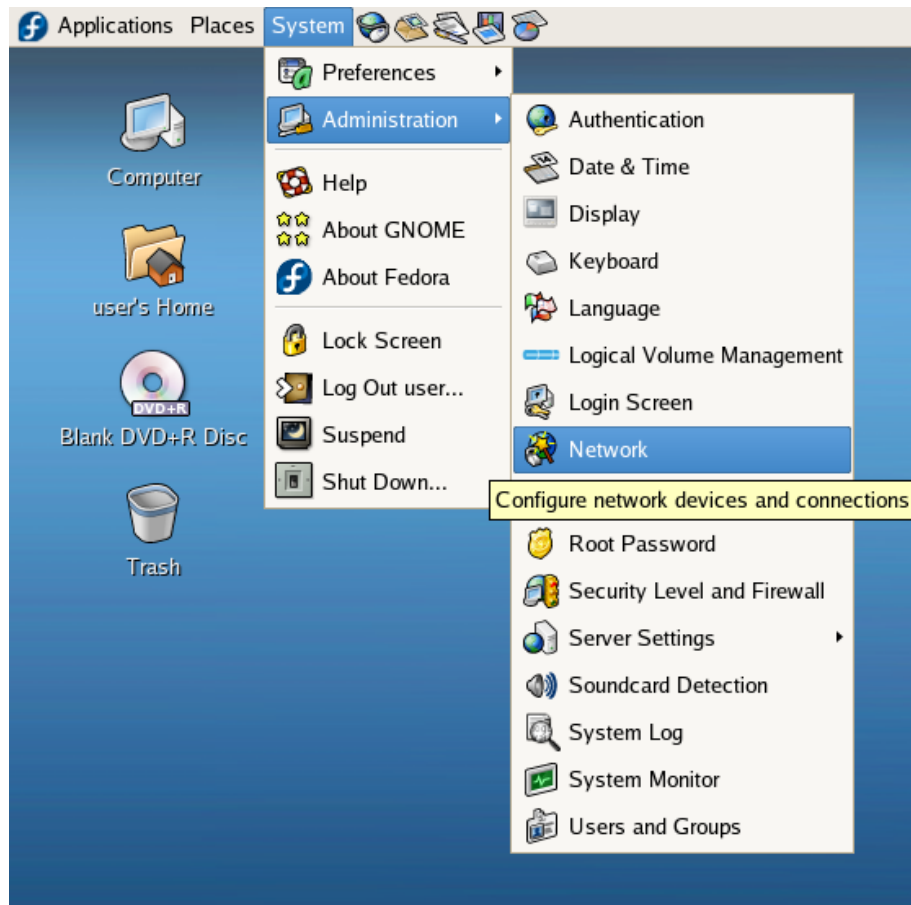 Applications Places System
Preferences
Administration
Help
About GNOME
About Fedora
Lock Screen
Log Out user...
Suspend
Shut Down...
Authentication
Date & Time
Display
Keyboard
Language
Logical Volume Management
Login Screen
Network
Configure network devices and connections
Root Password
Security Level and Firewall
Server Settings
Soundcard Detection
System Log
System Monitor
Users and Groups
Computer
user's Home
DVD+R
Blank DVD+R Disc
Trash